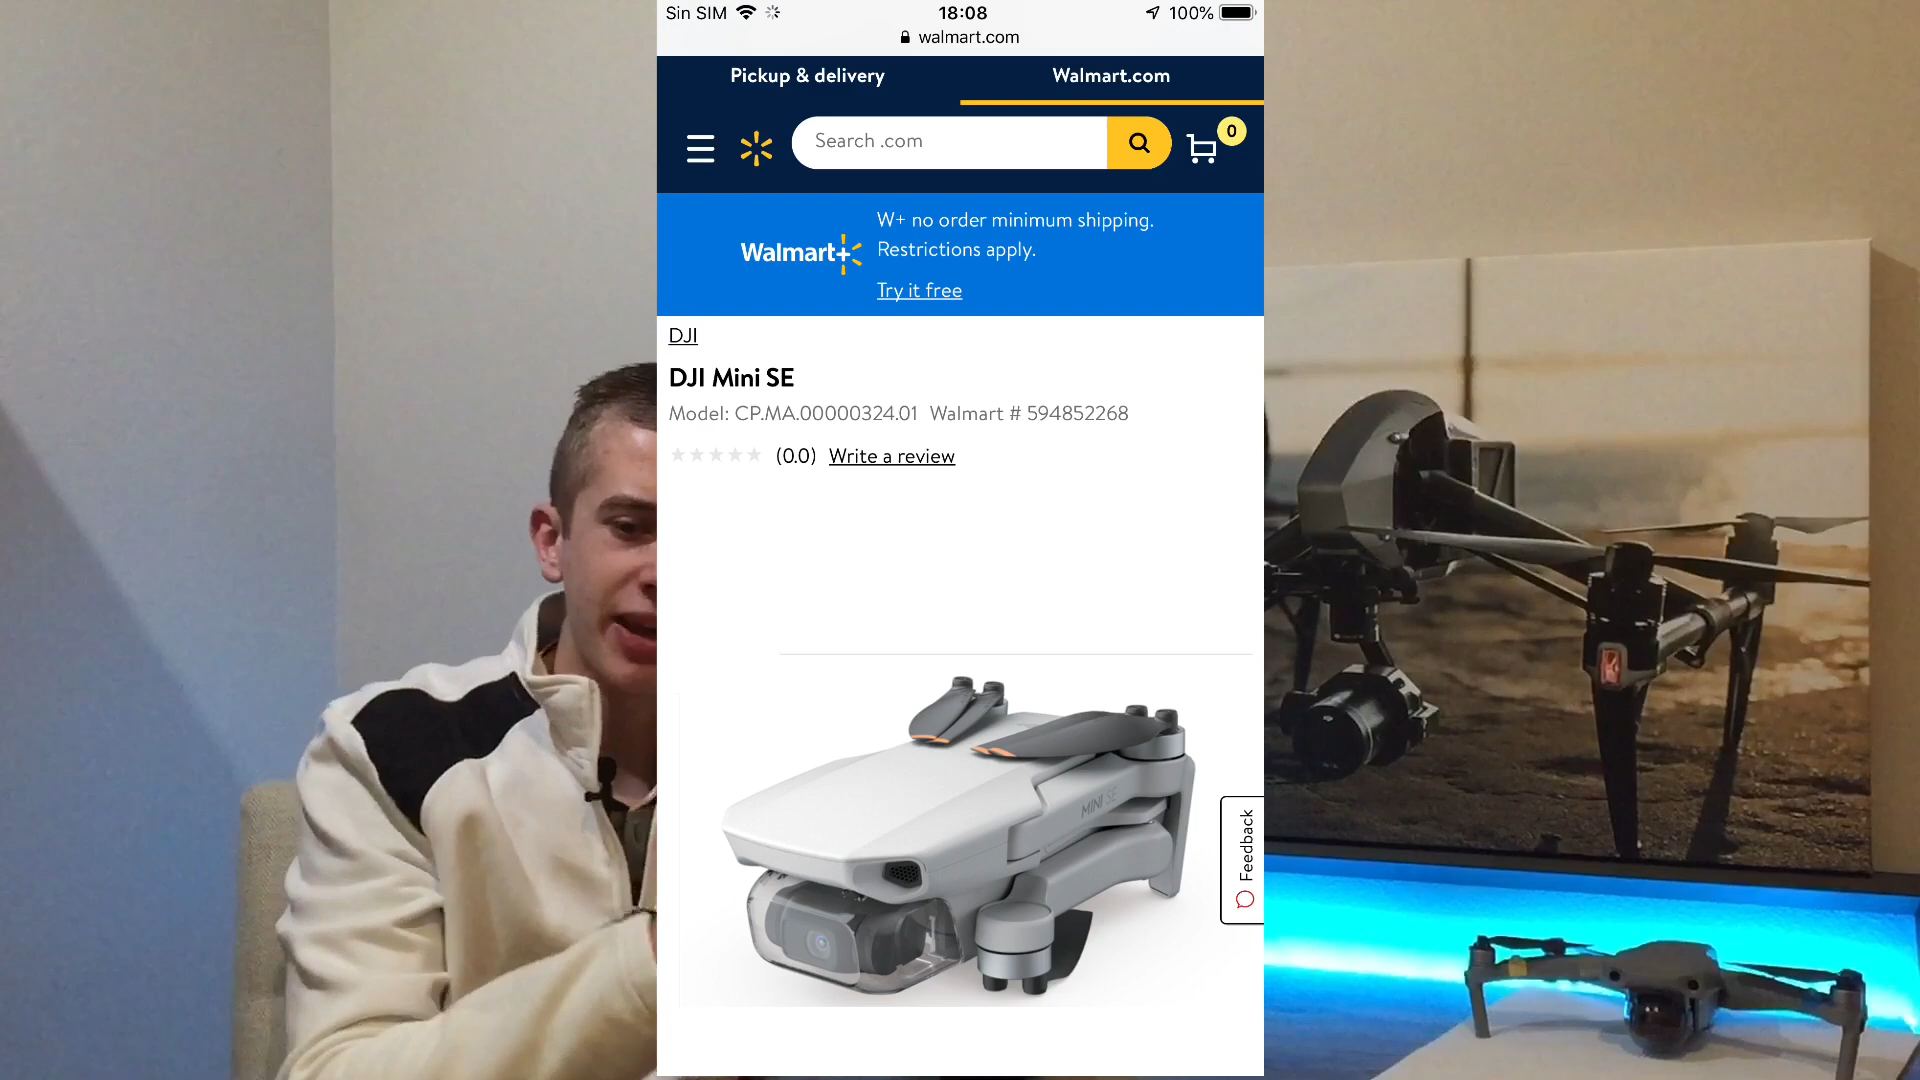 Sin SIM 18:08 100%
walmart.com
Pickup & delivery Walmart.com
Search .com 0
W+ no order minimum shipping.
Walmart+ Restrictions apply.
Try it free
DJI
DJI Mini SE
Model: CP.MA.00000324.01 Walmart # 594852268
(0.0) Write a review
MINI SE
Feedback